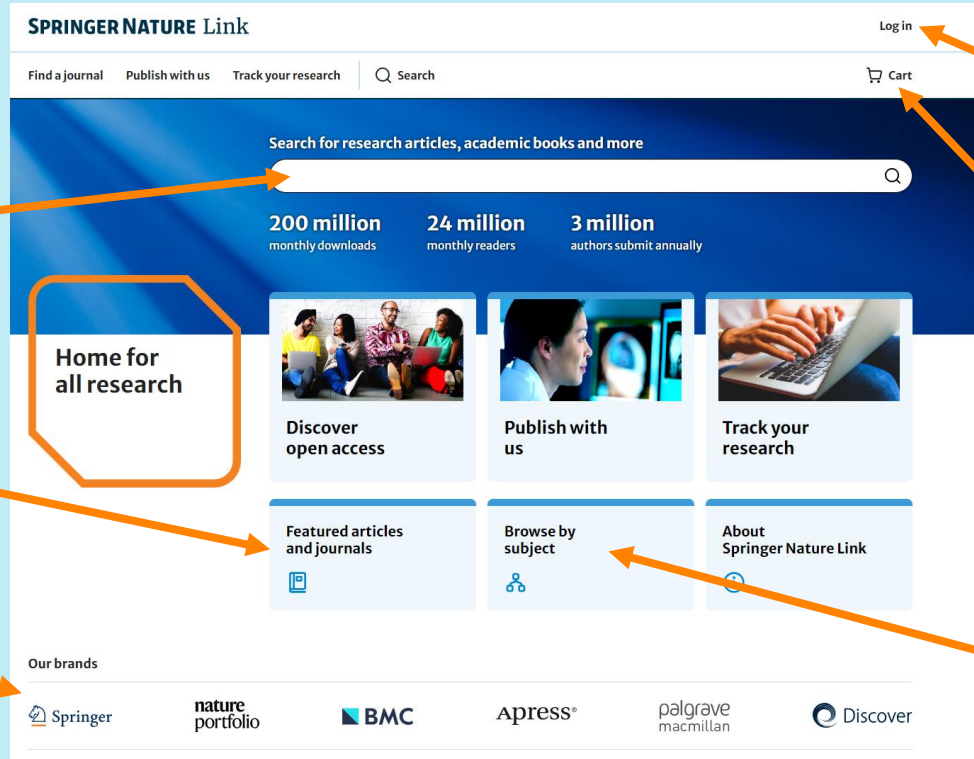 SPRINGER NATURE Link
Log in
Find a journal
Publish with us
Track your research
Search
Cart
Search for research articles, academic books and more
200 million
monthly downloads
24 million
monthly readers
3 million
authors submit annually
Home for
all research
Discover
open access
Publish with
us
Track your
research
Featured articles
and journals
Browse by
subject
About
Springer Nature Link
Our brands
Springer
nature
portfolio
BMC
Apress®
palgrave
macmillan
Discover